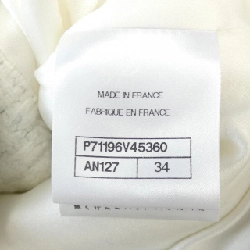 MADE IN FRANCE
FABRIQUE EN FRANCE
P71196V45360
AN127 34